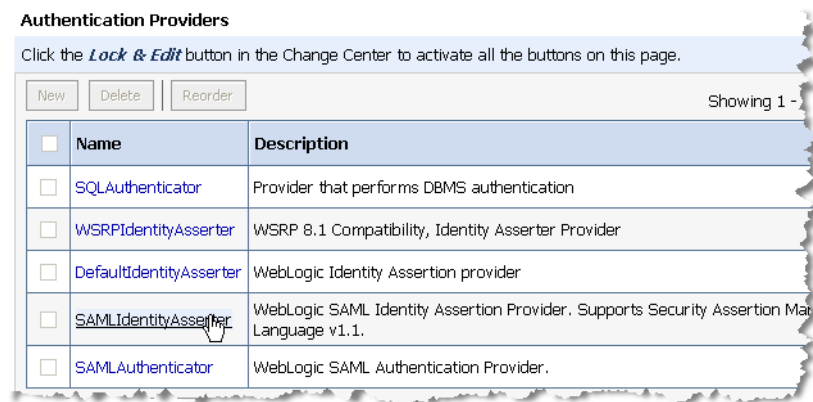 Authentication Providers
Click the Lock & Edit button in the Change Center to activate all the buttons on this page.
New Delete Reorder
Showing 1 -
Name Description
SQLAuthenticator Provider that performs DBMS authentication
WSRPIdentityAsserter WSRP 8.1 Compatibility, Identity Asserter Provider
DefaultIdentityAsserter WebLogic Identity Assertion provider
SAMLIdentityAsserter WebLogic SAML Identity Assertion Provider. Supports Security Assertion
Language v1.1.
SAMLAuthenticator WebLogic SAML Authentication Provider.